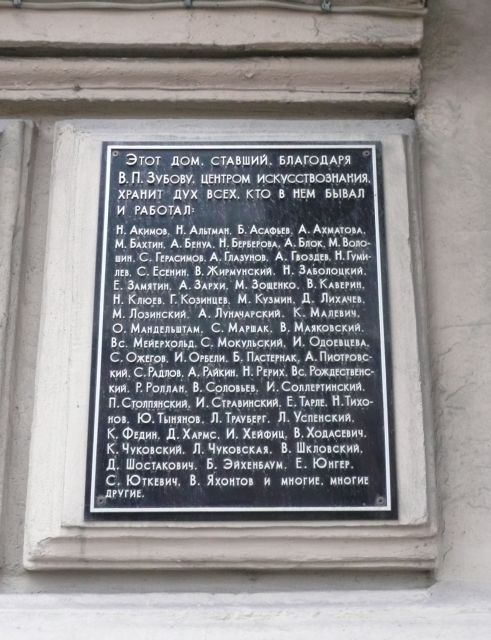 Этот дом, ставший, благодаря
В.П. Зубову, центром искусствознания,
хранит дух всех, кто в нем бывал
и работал:
Н. Акимов, Н. Альтман, Б. Асафьев, А. Ахматова,
М. Бахтин, А. Бенуа, Н. Берберова, А. Блок, М. Воло-
шин, С. Герасимов, А. Глазунов, А. Гвоздев, Н. Гуми-
лев, С. Есенин, В. Жирмунский, Н. Заболоцкий,
Е. Замятин, А. Зархи, М. Зощенко, В. Каверин,
Н. Клюев, Г. Козинцев, М. Кузмин, Д. Лихачев,
М. Лозинский, А. Луначарский, К. Малевич,
О. Мандельштам, С. Маршак, В. Маяковский,
Вс. Мейерхольд, С. Мокульский, И. Одоевцева,
С. Ожегов, И. Орбели, Б. Пастернак, А. Пиотровс-
кий, С. Радлов, А. Райкин, Н. Рерих, Вс. Рождественс-
кий, Р. Роллан, В. Соловьев, И. Соллертинский,
П. Столпянский, И. Стравинский, Е. Тарле, Н. Тихо-
нов, Ю. Тынянов, Л. Трауберг, Л. Успенский,
К. Федин, Д. Хармс, И. Хейфиц, В. Ходасевич,
К. Чуковский, Л. Чуковская, В. Шкловский,
Д. Шостакович, Б. Эйхенбаум, Е. Юнгер,
С. Юткевич, В. Яхонтов и многие, многие
другие.